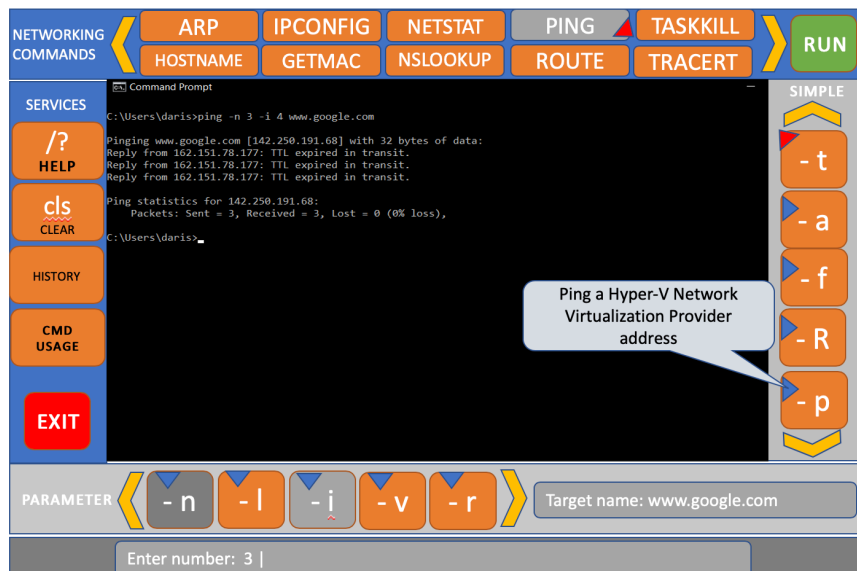 NETWORKING
COMMANDS
ARP
IPCONFIG
NETSTAT
PING
TASKKILL
HOSTNAME
GETMAC
NSLOOKUP
ROUTE
TRACERT
RUN
SERVICES
/?
HELP
cls
CLEAR
HISTORY
CMD
USAGE
EXIT
Command Prompt
C:\Users\daris>ping -n 3 -i 4 www.google.com
Pinging www.google.com [142.250.191.68] with 32 bytes of data:
Reply from 162.151.78.177: TTL expired in transit.
Reply from 162.151.78.177: TTL expired in transit.
Reply from 162.151.78.177: TTL expired in transit.
Ping statistics for 142.250.191.68:
Packets: Sent = 3, Received = 3, Lost = 0 (0% loss),
C:\Users\daris>
Ping a Hyper-V Network
Virtualization Provider
address
SIMPLE
- t
- a
- f
- R
- p
PARAMETER
- n
- l
- i
- v
- r
Target name: www.google.com
Enter number: 3 |